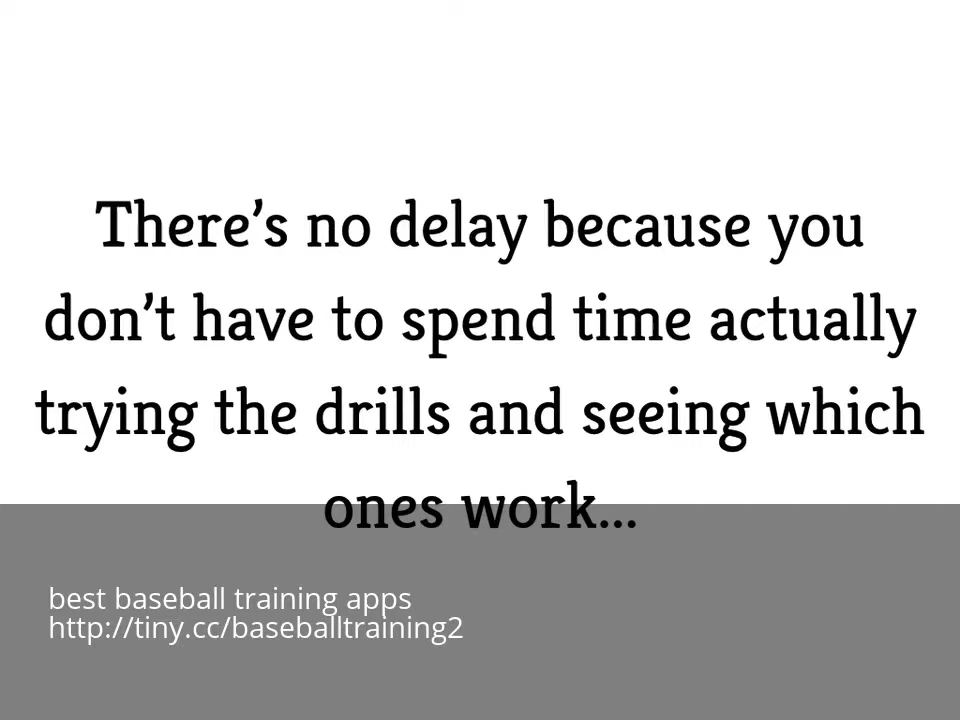 There’s no delay because you
don’t have to spend time actually
trying the drills and seeing which
ones work...
best baseball training apps
http://tiny.cc/baseballtraining2